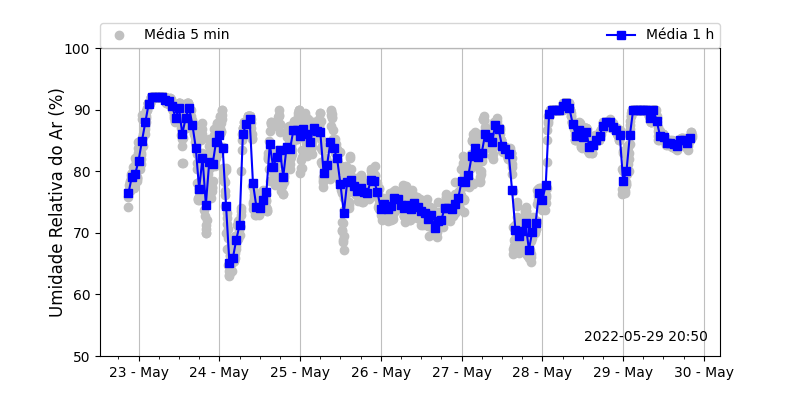 Média 5 min
Média 1 h
Umidade Relativa do Ar (%)
100
90
80
70
60
50
2022-05-29 20:50
23 - May
24 - May
25 - May
26 - May
27 - May
28 - May
29 - May
30 - May